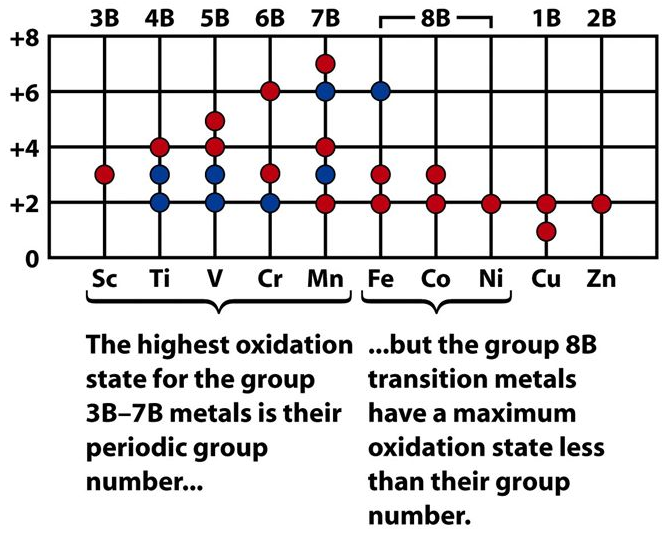 3B 4B 5B 6B 7B 8B 1B 2B
+8
+6
+4
+2
0
Sc Ti V Cr Mn Fe Co Ni Cu Zn
The highest oxidation
state for the group
3B–7B metals is their
periodic group
number...
...but the group 8B
transition metals
have a maximum
oxidation state less
than their group
number.